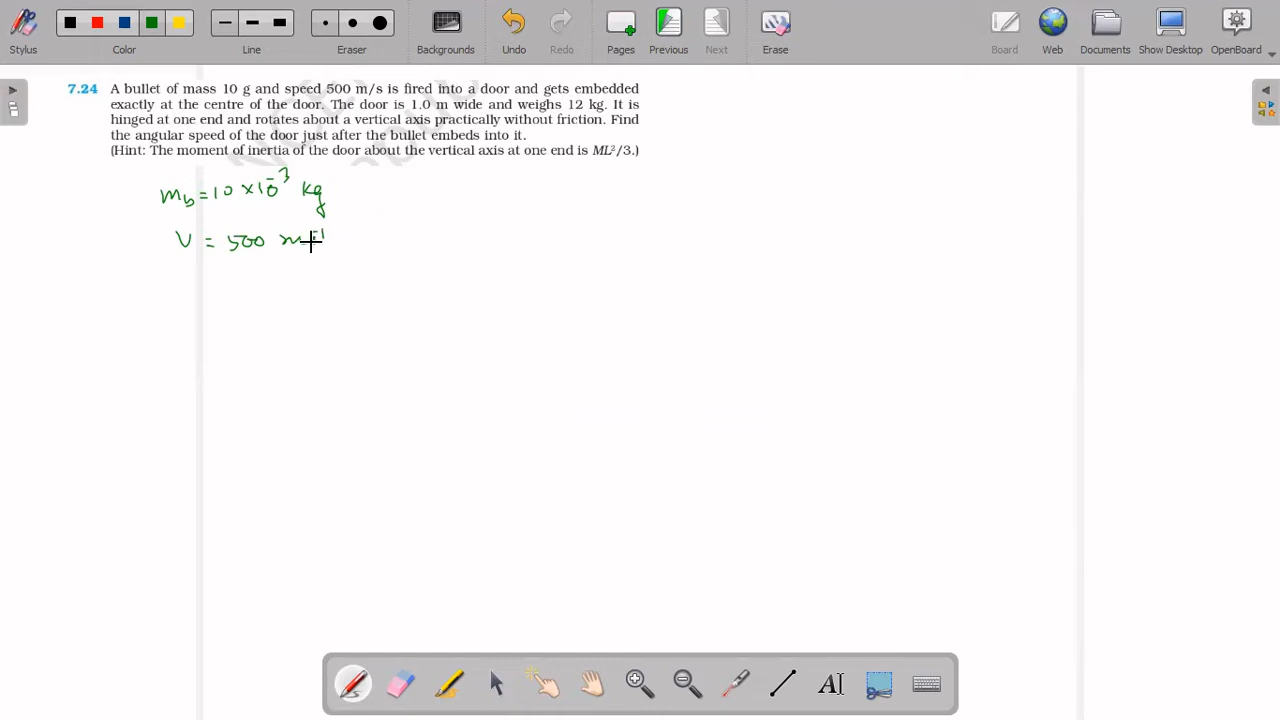 Stylus Color Line Eraser Backgrounds Undo Redo Pages Previous Next Erase Board Web Documents Show Desktop OpenBoard
7.24 A bullet of mass 10 g and speed 500 m/s is fired into a door and gets embedded
exactly at the centre of the door. The door is 1.0 m wide and weighs 12 kg. It is
hinged at one end and rotates about a vertical axis practically without friction. Find
the angular speed of the door just after the bullet embeds into it.
(Hint: The moment of inertia of the door about the vertical axis at one end is ML²/3.)
m_b = 10 × 10⁻³ kg
V = 500 m